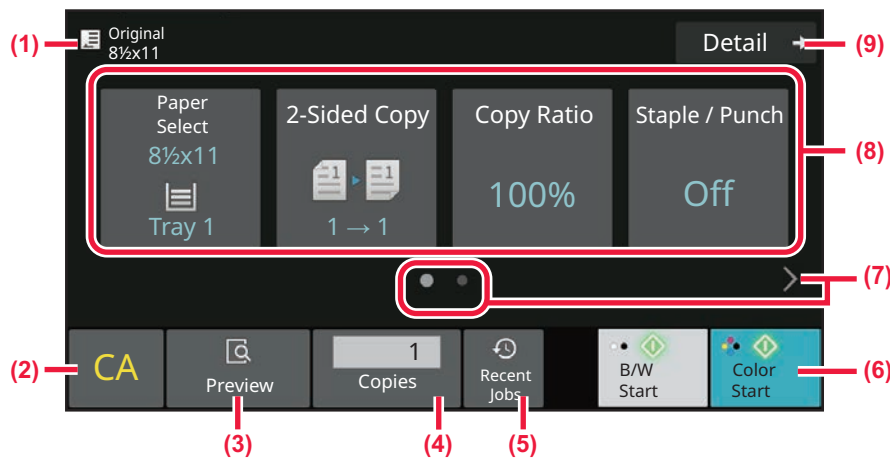 (1)
Original
8½x11
Detail
(9)
Paper
Select
8½x11
Tray 1
2-Sided Copy
1
1
1 → 1
Copy Ratio
100%
Staple / Punch
Off
(8)
(7)
(2)
CA
Preview
1
Copies
Recent
Jobs
B/W
Start
Color
Start
(6)
(3)
(4)
(5)